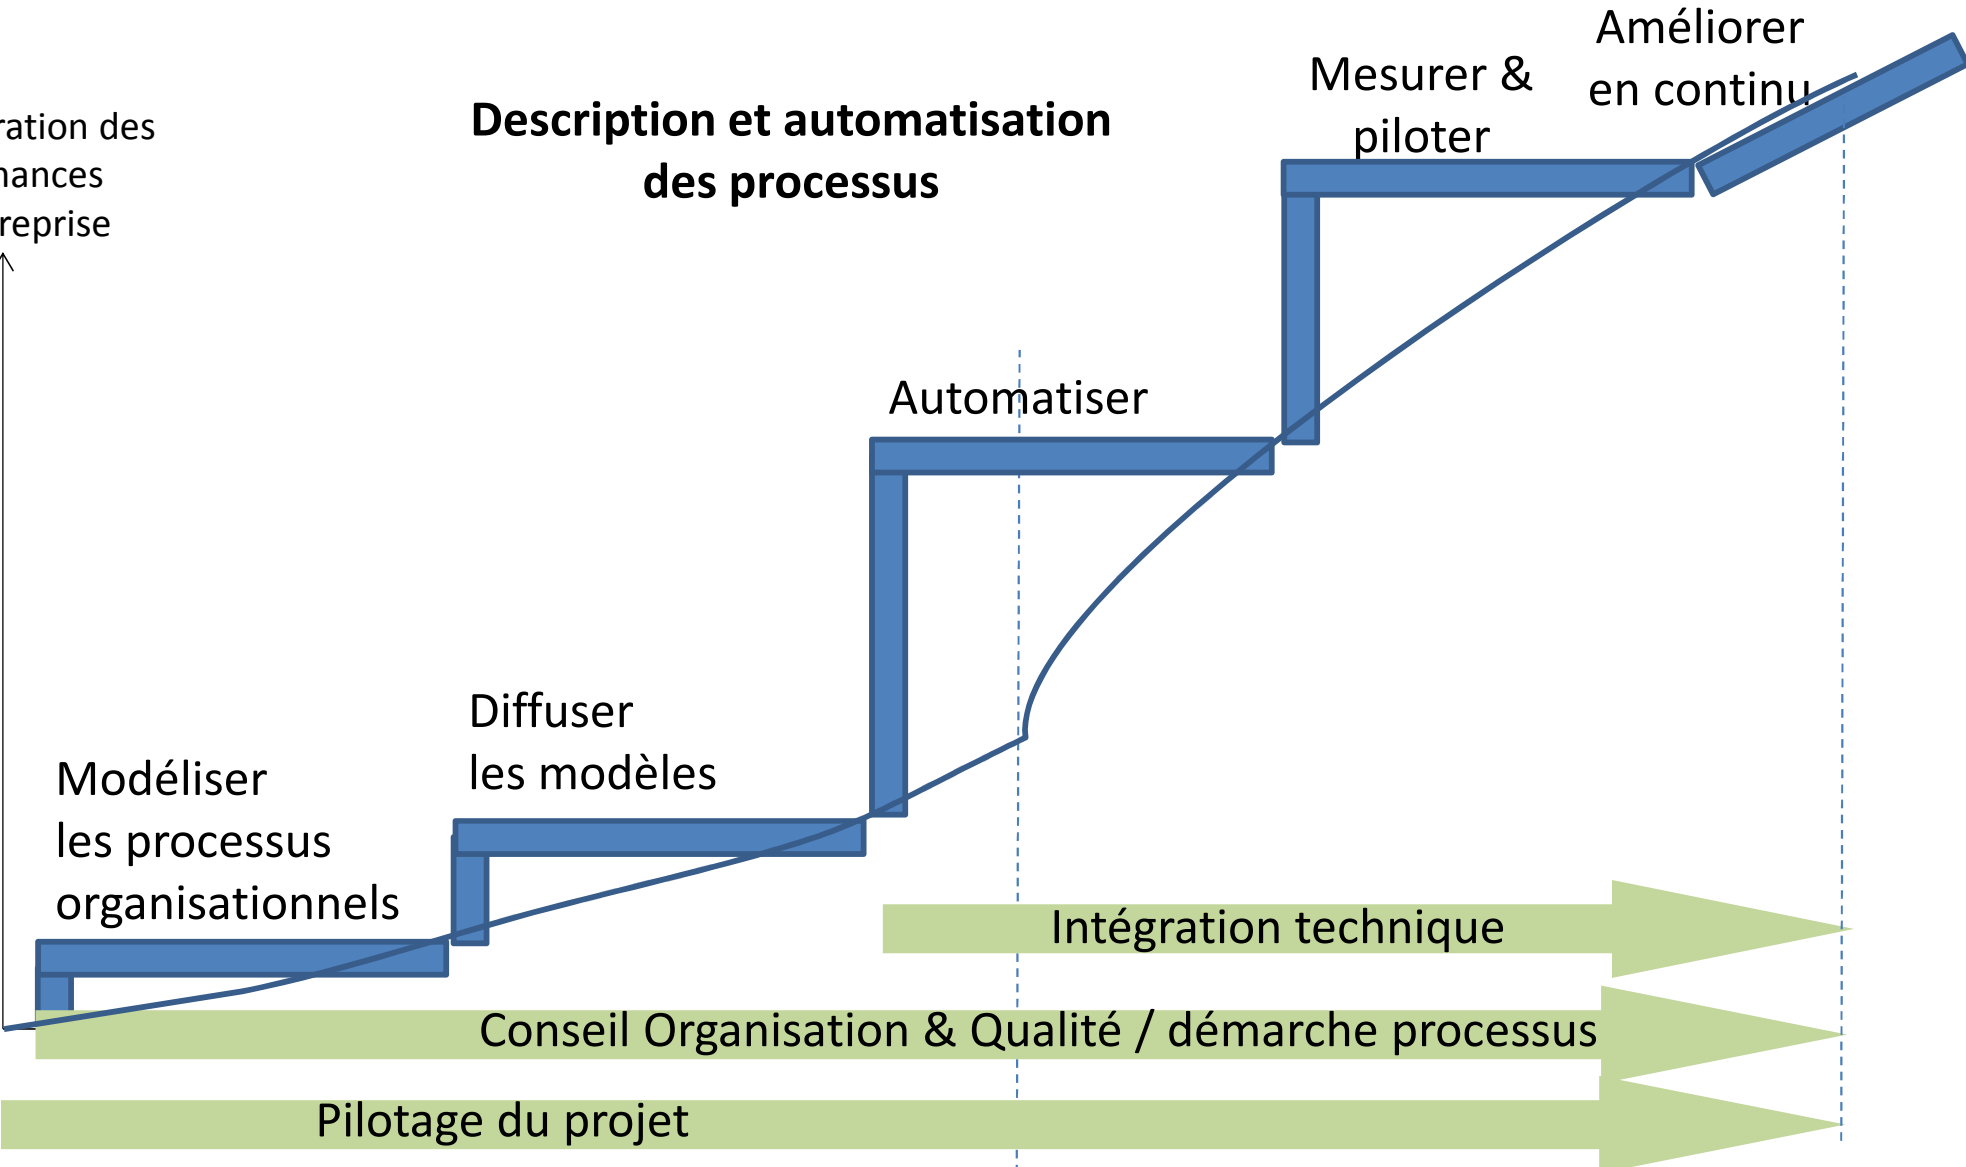 Améliorer
en continu
Mesurer &
piloter
Description et automatisation
des processus
ration des
nances
reprise
Automatiser
Diffuser
les modèles
Modéliser
les processus
organisationnels
Intégration technique
Conseil Organisation & Qualité / démarche processus
Pilotage du projet